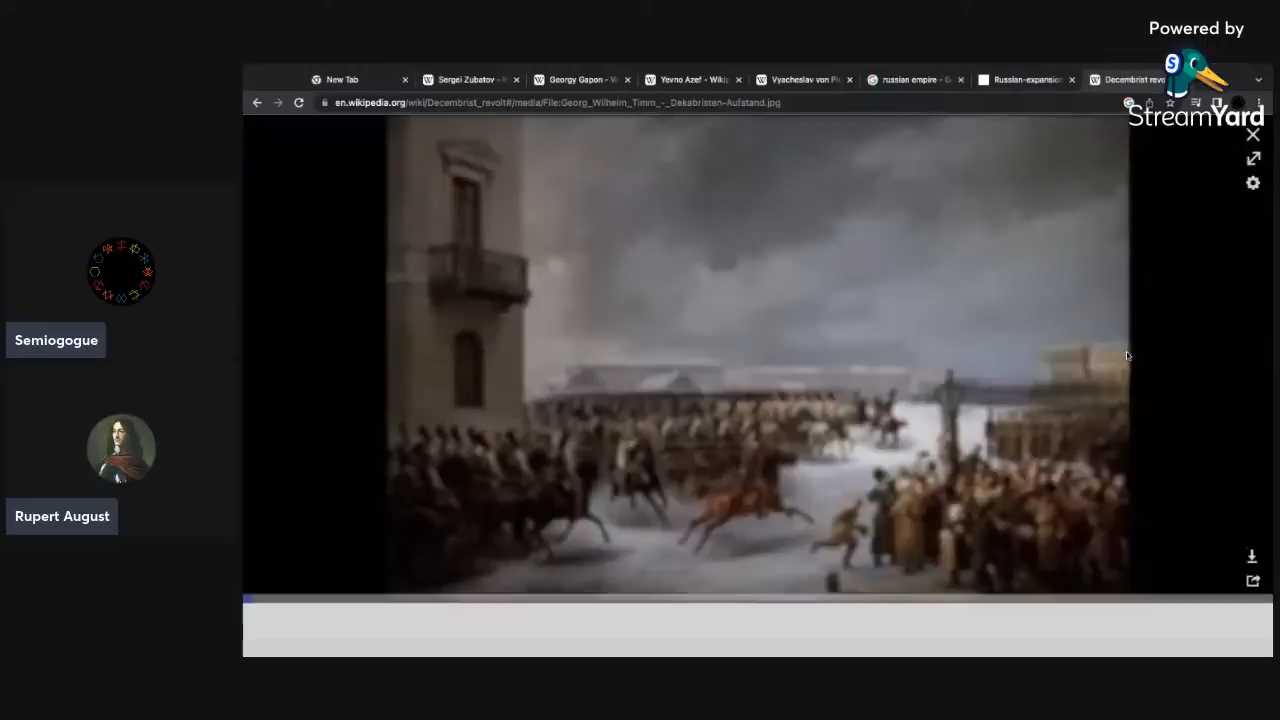 Powered by
StreamYard
New Tab
Sergei Zubatov -
Georgy Gapon -
Yevno Azef - Wiki
Vyacheslav von Pl
russian empire - G
Russian-expansion
Decembrist revo
en.wikipedia.org/wiki/Decembrist_revolt#/media/File:Georg_Wilhelm_Timm_-_Dekabristen-Aufstand.jpg
Semiogogue
Rupert August